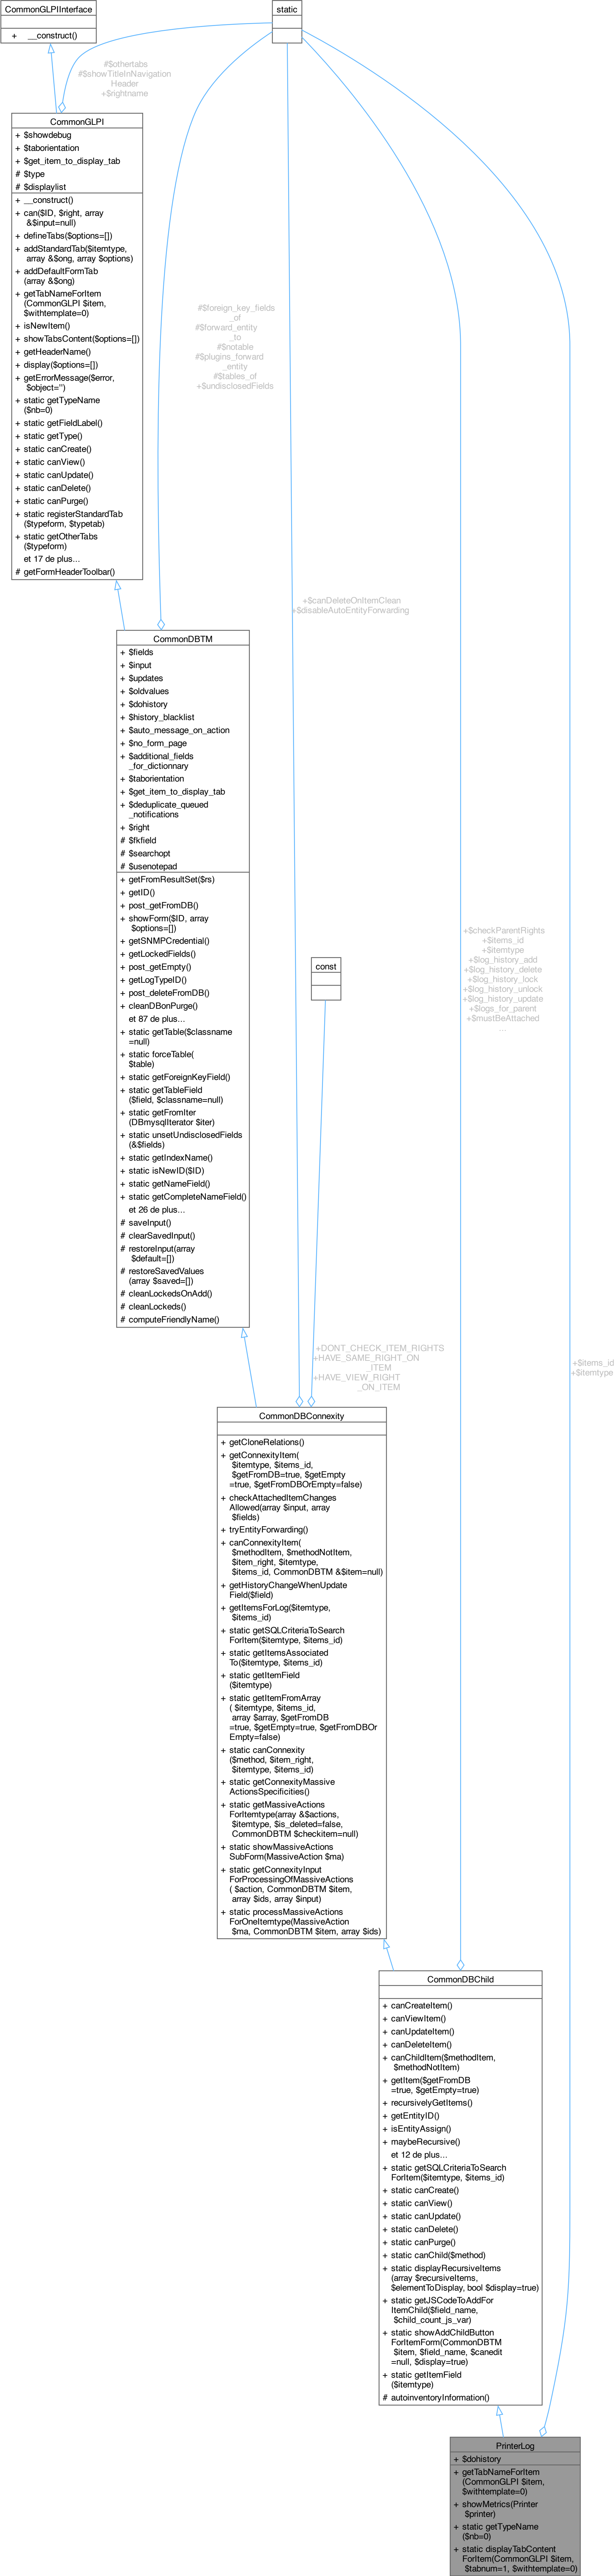 CommonGLPIInterface
+ __construct()
static
#$othertabs
#$showTitleInNavigation
Header
+$rightname
CommonGLPI
+ $showdebug
+ $taborientation
+ $get_item_to_display_tab
# $type
# $displaylist
+ __construct()
+ can($ID, $right, array
&$input=null)
+ defineTabs($options=[])
+ addStandardTab($itemtype,
array &$ong, array $options)
+ addDefaultFormTab
(array &$ong)
+ getTabNameForItem
(CommonGLPI $item,
$withtemplate=0)
+ isNewItem()
+ showTabsContent($options=[])
+ getHeaderName()
+ display($options=[])
+ getErrorMessage($error,
$object='')
+ static getTypeName
($nb=0)
+ static getFieldLabel()
+ static getType()
+ static canCreate()
+ static canView()
+ static canUpdate()
+ static canDelete()
+ static canPurge()
+ static registerStandardTab
($typeform, $typetab)
+ static getOtherTabs
($typeform)
et 17 de plus...
# getFormHeaderToolbar()
#$foreign_key_fields
_of
#$forward_entity
_to
#$notable
#$plugins_forward
_entity
#$tables_of
+$undisclosedFields
+$canDeleteOnItemClean
+$disableAutoEntityForwarding
CommonDBTM
+ $fields
+ $input
+ $updates
+ $oldvalues
+ $dohistory
+ $history_blacklist
+ $auto_message_on_action
+ $no_form_page
+ $additional_fields
_for_dictionnary
+ $taborientation
+ $get_item_to_display_tab
+ $deduplicate_queued
_notifications
+ $right
# $fkfield
# $searchopt
# $usenotepad
+ getFromResultSet($rs)
+ getID()
+ post_getFromDB()
+ showForm($ID, array
$options=[])
+ getSNMPCredential()
+ getLockedFields()
+ post_getEmpty()
+ getLogTypeID()
+ post_deleteFromDB()
+ cleanDBonPurge()
et 87 de plus...
+ static getTable($classname
=null)
+ static forceTable(
$table)
+ static getForeignKeyField()
+ static getTableField
($field, $classname=null)
+ static getFromIter
(DBmysqlIterator $iter)
+ static unsetUndisclosedFields
(&$fields)
+ static getIndexName()
+ static isNewID($ID)
+ static getNameField()
+ static getCompleteNameField()
et 26 de plus...
# saveInput()
# clearSavedInput()
# restoreInput(array
$default=[])
# restoreSavedValues
(array $saved=[])
# cleanLockedsOnAdd()
# cleanLockeds()
# computeFriendlyName()
const
+$checkParentRights
+$items_id
+$itemtype
+$log_history_add
+$log_history_delete
+$log_history_lock
+$log_history_unlock
+$log_history_update
+$logs_for_parent
+$mustBeAttached
...
+DONT_CHECK_ITEM_RIGHTS
+HAVE_SAME_RIGHT_ON
_ITEM
+HAVE_VIEW_RIGHT
_ON_ITEM
+$items_id
+$itemtype
CommonDBConnexity
+ getCloneRelations()
+ getConnexityItem(
$itemtype, $items_id,
$getFromDB=true, $getEmpty
=true, $getFromDBOrEmpty=false)
+ checkAttachedItemChanges
Allowed(array $input, array
$fields)
+ tryEntityForwarding()
+ canConnexityItem(
$methodItem, $methodNotItem,
$item_right, $itemtype,
$items_id, CommonDBTM &$item=null)
+ getHistoryChangeWhenUpdate
Field($field)
+ getItemsForLog($itemtype,
$items_id)
+ static getSQLCriteriaToSearch
ForItem($itemtype, $items_id)
+ static getItemsAssociated
To($itemtype, $items_id)
+ static getItemField
($itemtype)
+ static getItemFromArray
( $itemtype, $items_id,
array $array, $getFromDB
=true, $getEmpty=true, $getFromDBOr
Empty=false)
+ static canConnexity
($method, $item_right,
$itemtype, $items_id)
+ static getConnexityMassive
ActionsSpecificities()
+ static getMassiveActions
ForItemtype(array &$actions,
$itemtype, $is_deleted=false,
CommonDBTM $checkitem=null)
+ static showMassiveActions
SubForm(MassiveAction $ma)
+ static getConnexityInput
ForProcessingOfMassiveActions
( $action, CommonDBTM $item,
array $ids, array $input)
+ static processMassiveActions
ForOneItemtype(MassiveAction
$ma, CommonDBTM $item, array $ids)
CommonDBChild
+ canCreateItem()
+ canViewItem()
+ canUpdateItem()
+ canDeleteItem()
+ canChildItem($methodItem,
$methodNotItem)
+ getItem($getFromDB
=true, $getEmpty=true)
+ recursivelyGetItems()
+ getEntityID()
+ isEntityAssign()
+ maybeRecursive()
et 12 de plus...
+ static getSQLCriteriaToSearch
ForItem($itemtype, $items_id)
+ static canCreate()
+ static canView()
+ static canUpdate()
+ static canDelete()
+ static canPurge()
+ static canChild($method)
+ static displayRecursiveItems
(array $recursiveItems,
$elementToDisplay, bool $display=true)
+ static getJSCodeToAddFor
ItemChild($field_name,
$child_count_js_var)
+ static showAddChildButton
ForItemForm(CommonDBTM
$item, $field_name, $canedit
=null, $display=true)
+ static getItemField
($itemtype)
# autoinventoryInformation()
PrinterLog
+ $dohistory
+ getTabNameForItem
(CommonGLPI $item,
$withtemplate=0)
+ showMetrics(Printer
$printer)
+ static getTypeName
($nb=0)
+ static displayTabContent
ForItem(CommonGLPI $item,
$tabnum=1, $withtemplate=0)